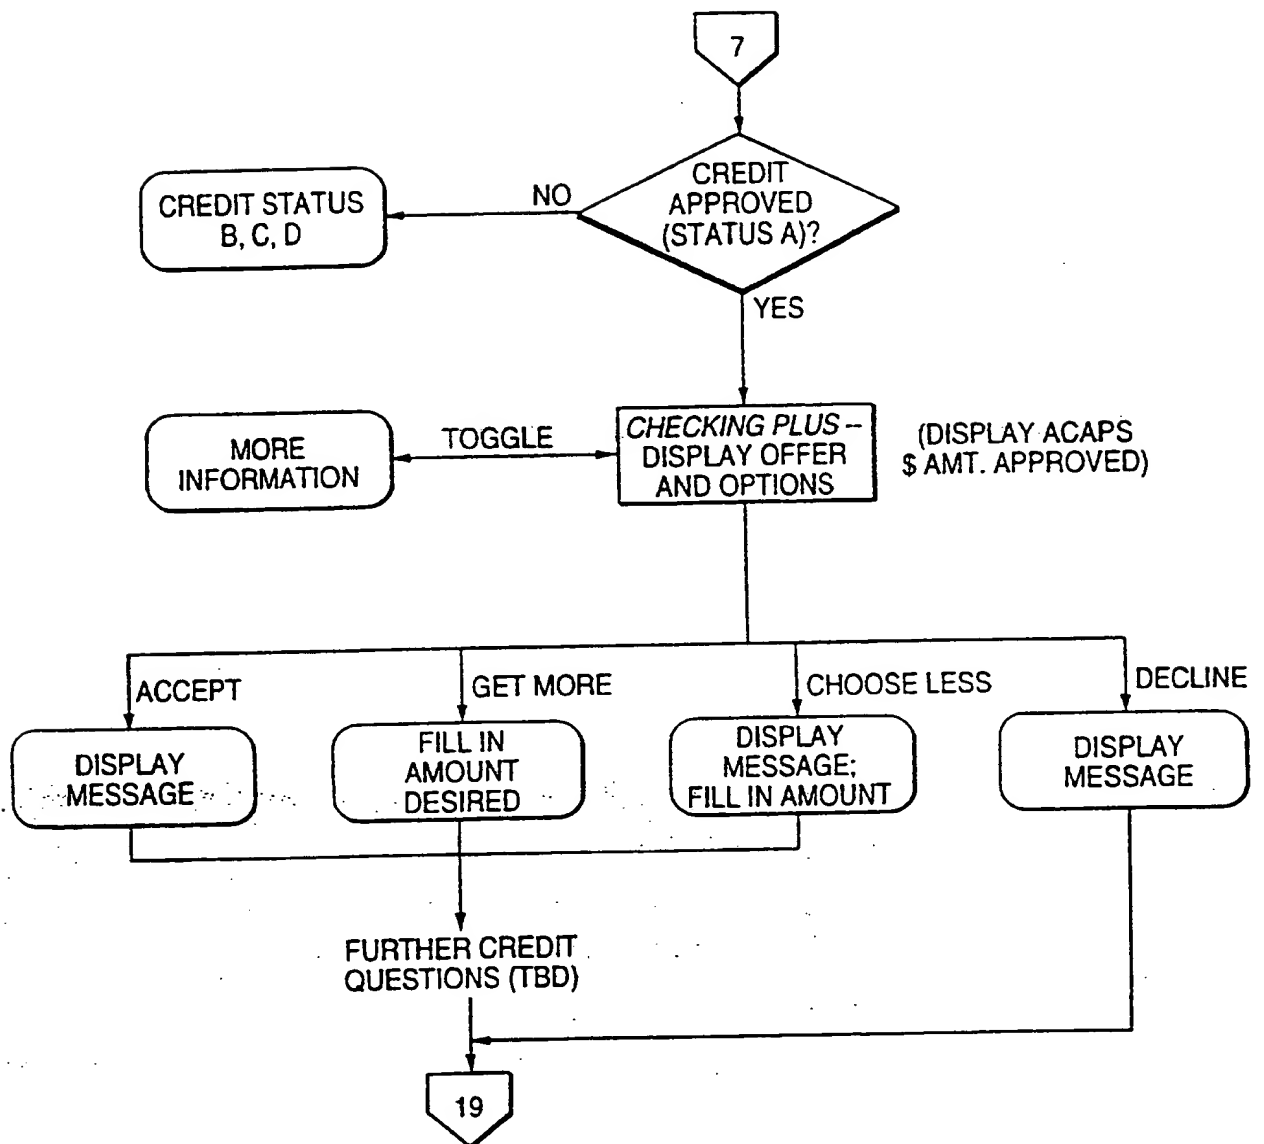 7
CREDIT
APPROVED
(STATUS A)?
NO
CREDIT STATUS
B, C, D
YES
CHECKING PLUS –
DISPLAY OFFER
AND OPTIONS
TOGGLE
MORE
INFORMATION
(DISPLAY ACAPS
$ AMT. APPROVED)
ACCEPT
GET MORE
CHOOSE LESS
DECLINE
DISPLAY
MESSAGE
FILL IN
AMOUNT
DESIRED
DISPLAY
MESSAGE;
FILL IN AMOUNT
DISPLAY
MESSAGE
FURTHER CREDIT
QUESTIONS (TBD)
19